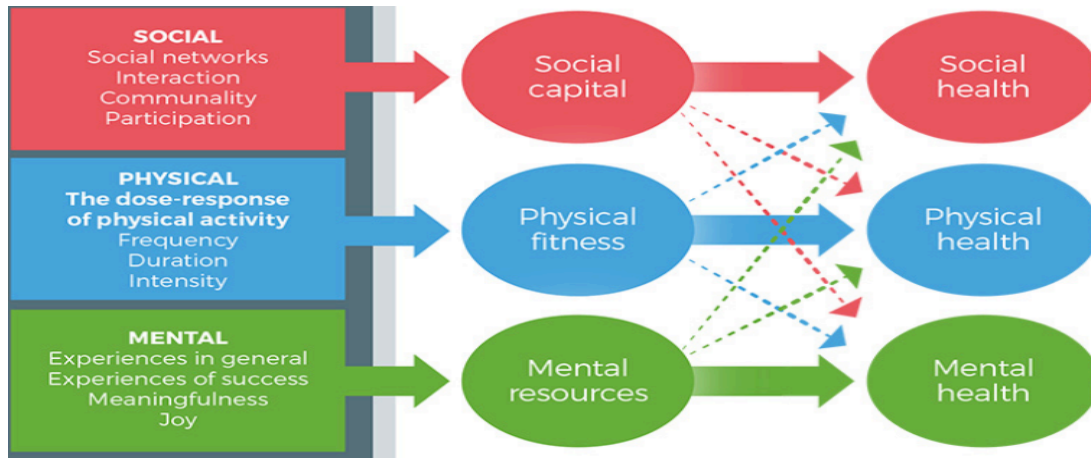 SOCIAL
Social networks
Interaction
Communality
Participation
Social
capital
Social
health
PHYSICAL
The dose-response
of physical activity
Frequency
Duration
Intensity
Physical
fitness
Physical
health
MENTAL
Experiences in general
Experiences of success
Meaningfulness
Joy
Mental
resources
Mental
health